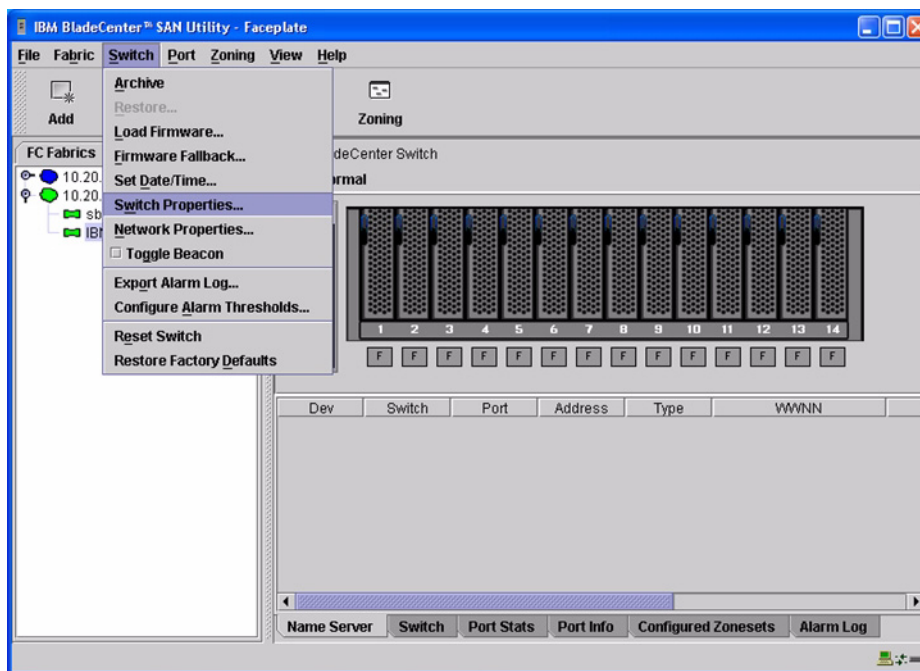 IBM BladeCenter™ SAN Utility - Faceplate
File Fabric Switch Port Zoning View Help
Add
Zoning
Archive
Restore...
Load Firmware...
Firmware Fallback...
Set Date/Time...
Switch Properties...
Network Properties...
Toggle Beacon
Export Alarm Log...
Configure Alarm Thresholds...
Reset Switch
Restore Factory Defaults
FC Fabrics
10.20.
10.20.
sb
IB
deCenter Switch
rmal
1 2 3 4 5 6 7 8 9 10 11 12 13 14
F F F F F F F F F F F F F F
Dev Switch Port Address Type WWNN
Name Server Switch Port Stats Port Info Configured Zonesets Alarm Log